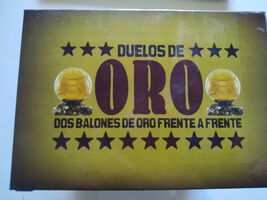 DUELOS DE
ORO
DOS BALONES DE ORO FRENTE A FRENTE